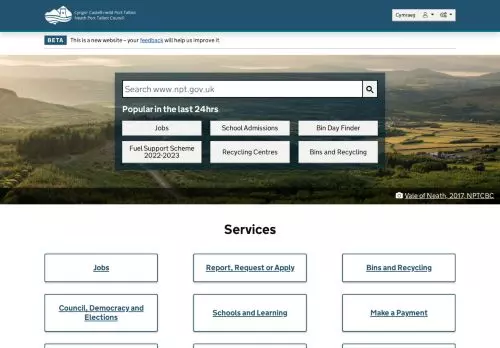 Cyngor Castell-nedd Port Talbot
Neath Port Talbot Council
Cymraeg
BETA This is a new website – your feedback will help us improve it.
Search www.npt.gov.uk
Popular in the last 24hrs
Jobs
School Admissions
Bin Day Finder
Fuel Support Scheme
2022-2023
Recycling Centres
Bins and Recycling
Vale of Neath, 2017, NPTCBC
Services
Jobs
Report, Request or Apply
Bins and Recycling
Council, Democracy and
Elections
Schools and Learning
Make a Payment